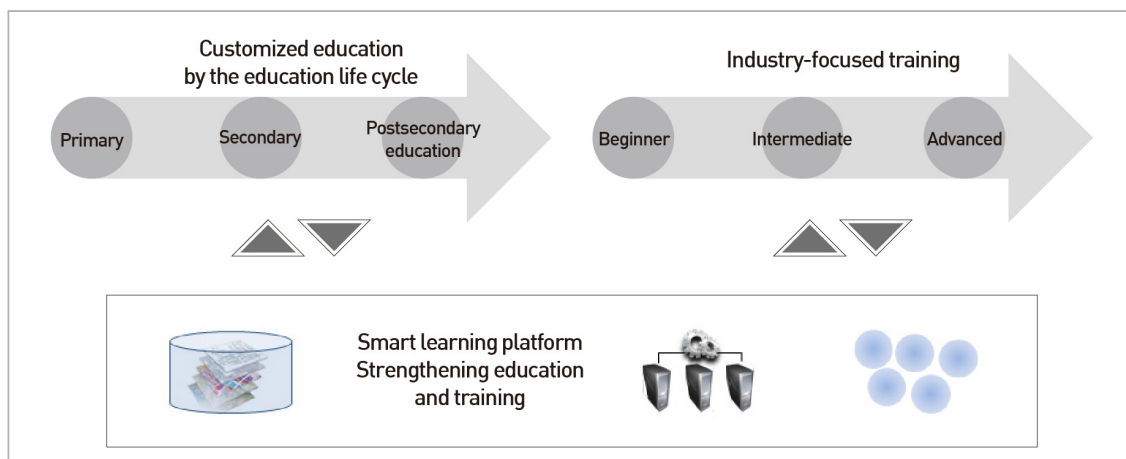 Customized education
by the education life cycle
Primary
Secondary
Postsecondary
education
Industry-focused training
Beginner
Intermediate
Advanced
Smart learning platform
Strengthening education
and training